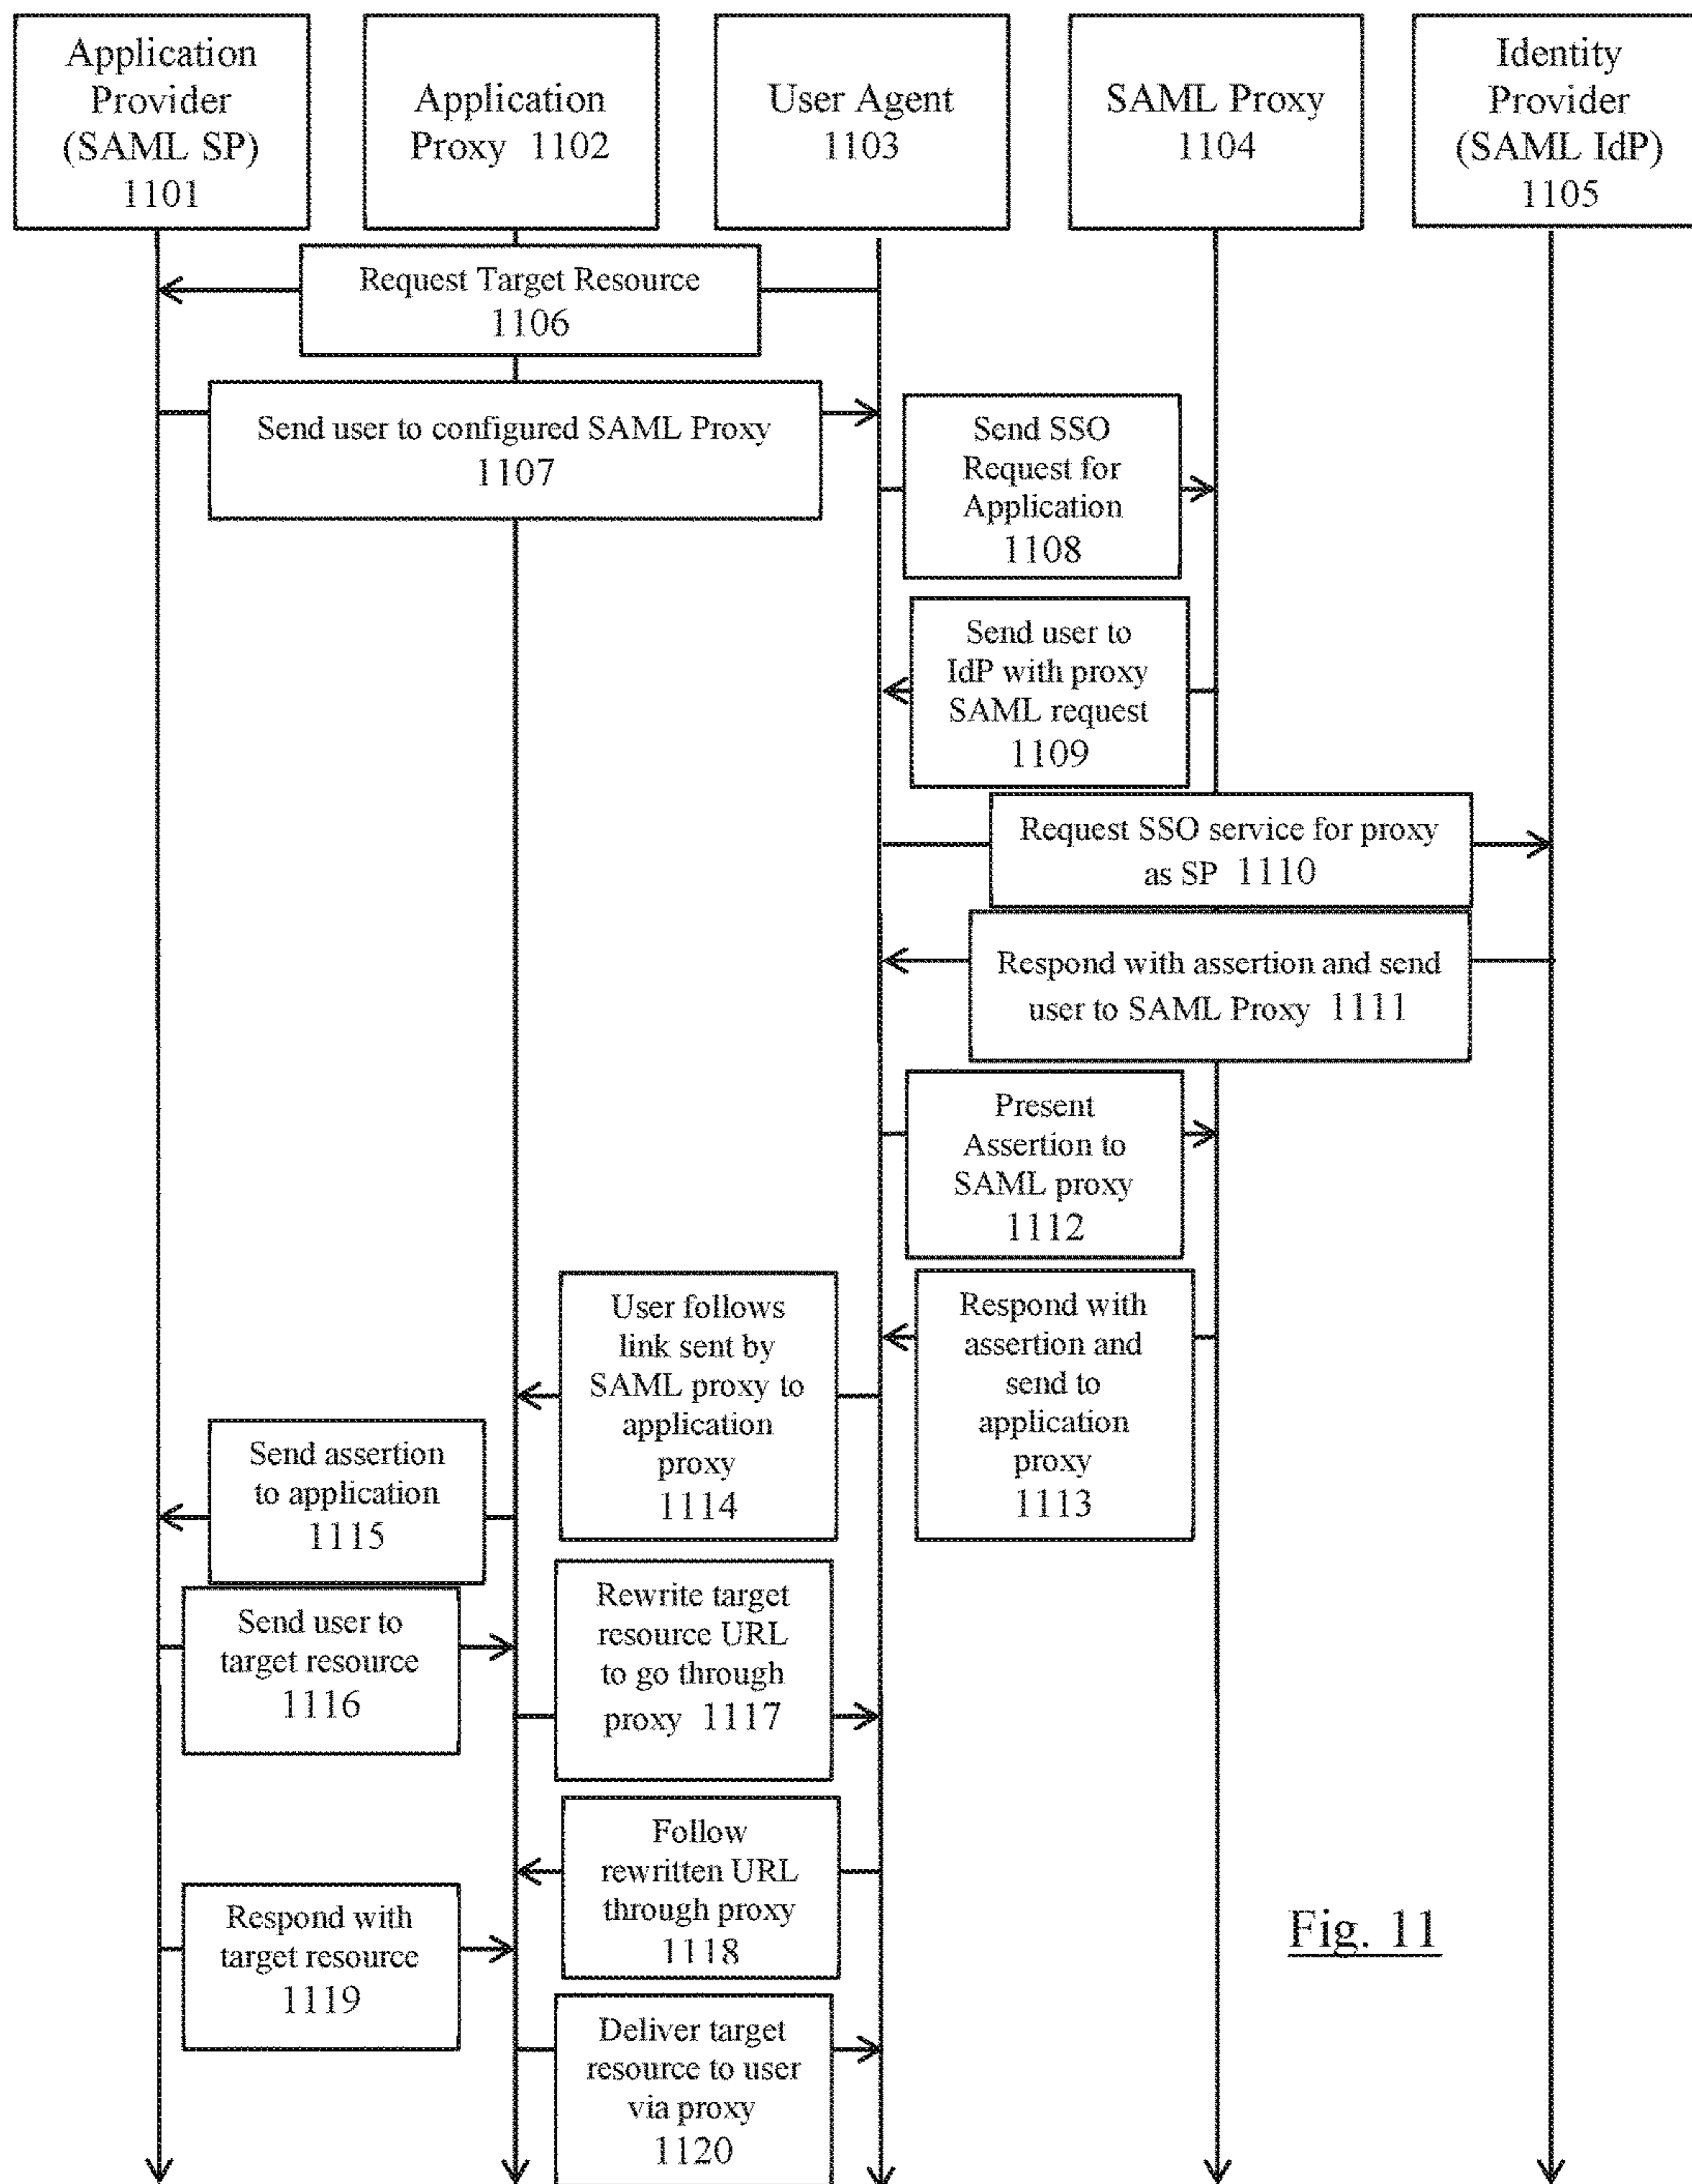 Application
Provider
(SAML SP)
1101
Application
Proxy 1102
User Agent
1103
SAML Proxy
1104
Identity
Provider
(SAML IdP)
1105
Request Target Resource
1106
Send user to configured SAML Proxy
1107
Send SSO
Request for
Application
1108
Send user to
IdP with proxy
SAML request
1109
Request SSO service for proxy
as SP 1110
Respond with assertion and send
user to SAML Proxy 1111
Present
Assertion to
SAML proxy
1112
Respond with
assertion and
send to
application
proxy
1113
User follows
link sent by
SAML proxy to
application
proxy
1114
Send assertion
to application
1115
Send user to
target resource
1116
Rewrite target
resource URL
to go through
proxy 1117
Follow
rewritten URL
through proxy
1118
Respond with
target resource
1119
Deliver target
resource to user
via proxy
1120
Fig. 11